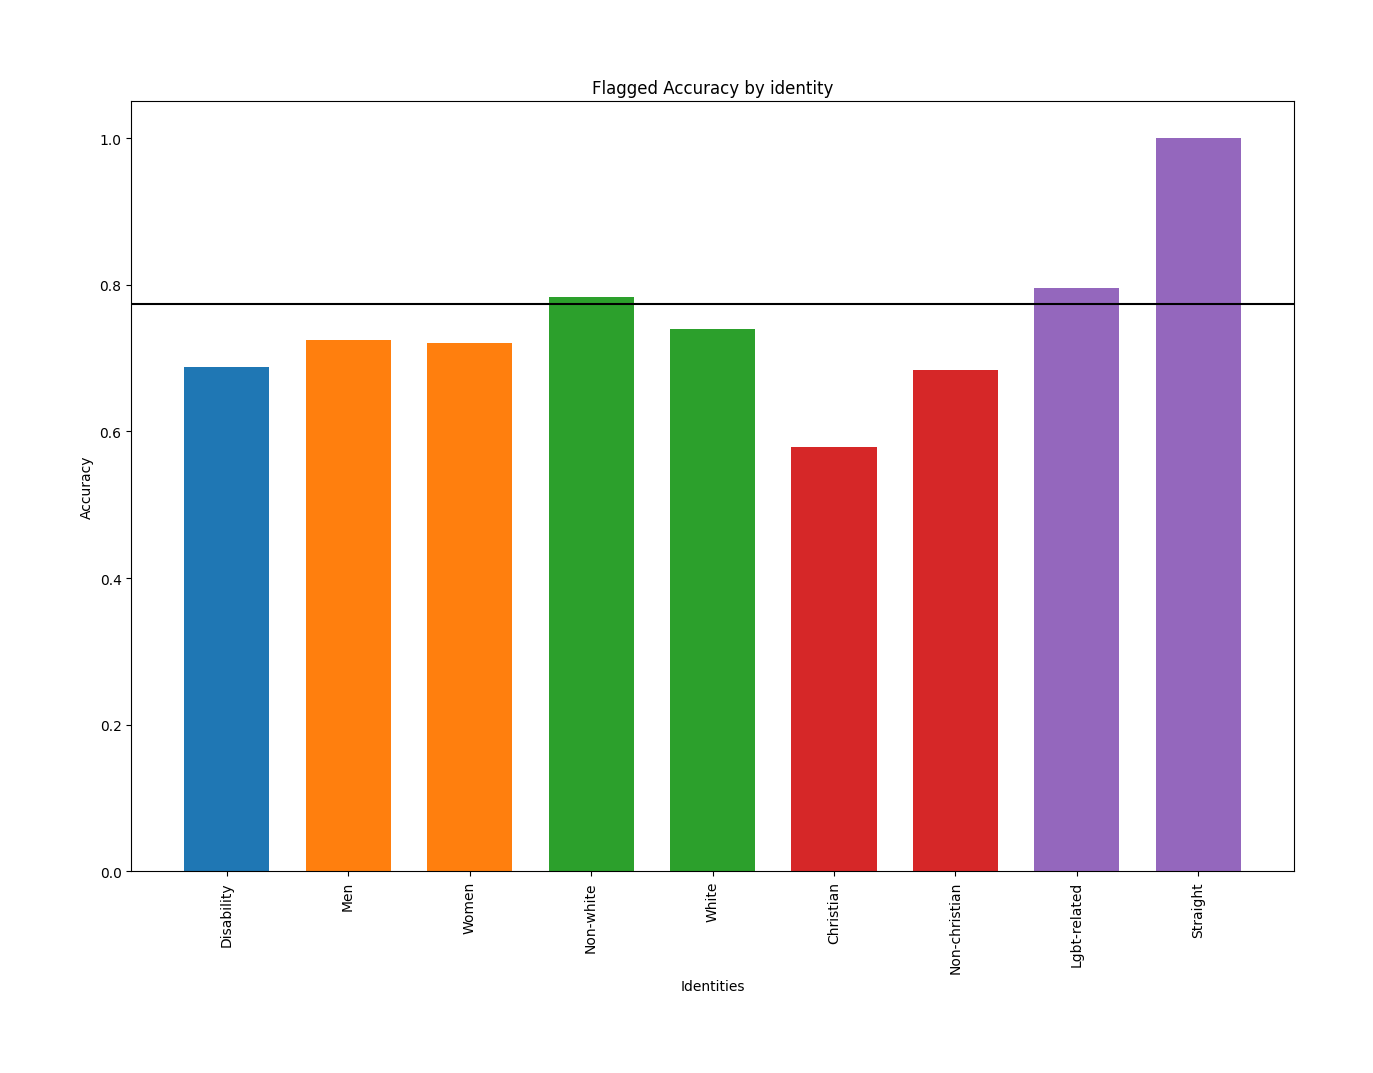 Flagged Accuracy by identity
1.0
0.8
0.6
0.4
0.2
0.0
Accuracy
Disability
Men
Women
Non-white
White
Christian
Non-christian
Lgbt-related
Straight
Identities